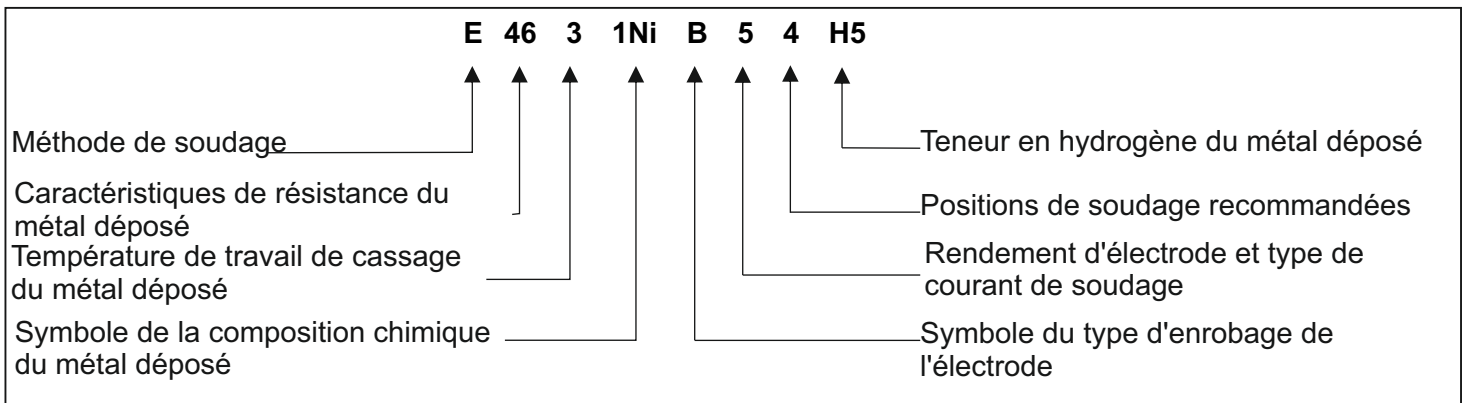 E 46 3 1Ni B 5 4 H5
Méthode de soudage
Caractéristiques de résistance du
métal déposé
Température de travail de cassage
du métal déposé
Symbole de la composition chimique
du métal déposé
Teneur en hydrogène du métal déposé
Positions de soudage recommandées
Rendement d'électrode et type de
courant de soudage
Symbole du type d'enrobage de
l'électrode